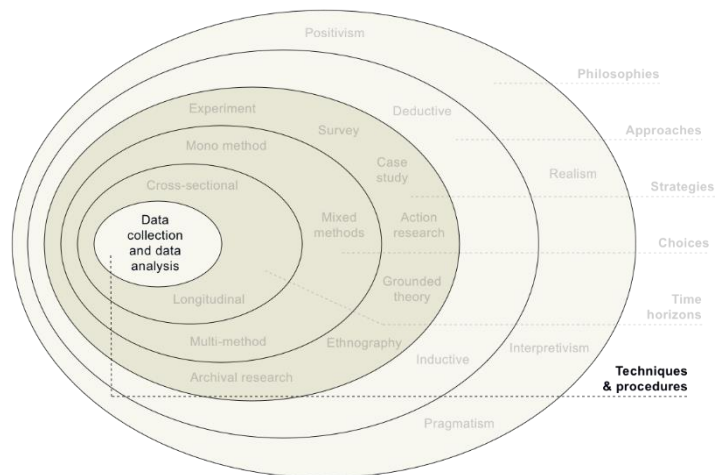 Positivism
Philosophies
Experiment
Deductive
Survey
Approaches
Mono method
Case
study
Realism
Cross-sectional
Strategies
Data
collection
and data
analysis
Mixed
methods
Action
research
Choices
Grounded
theory
Longitudinal
Time
horizons
Multi-method
Ethnography
Interpretivism
Inductive
Archival research
Techniques
& procedures
Pragmatism